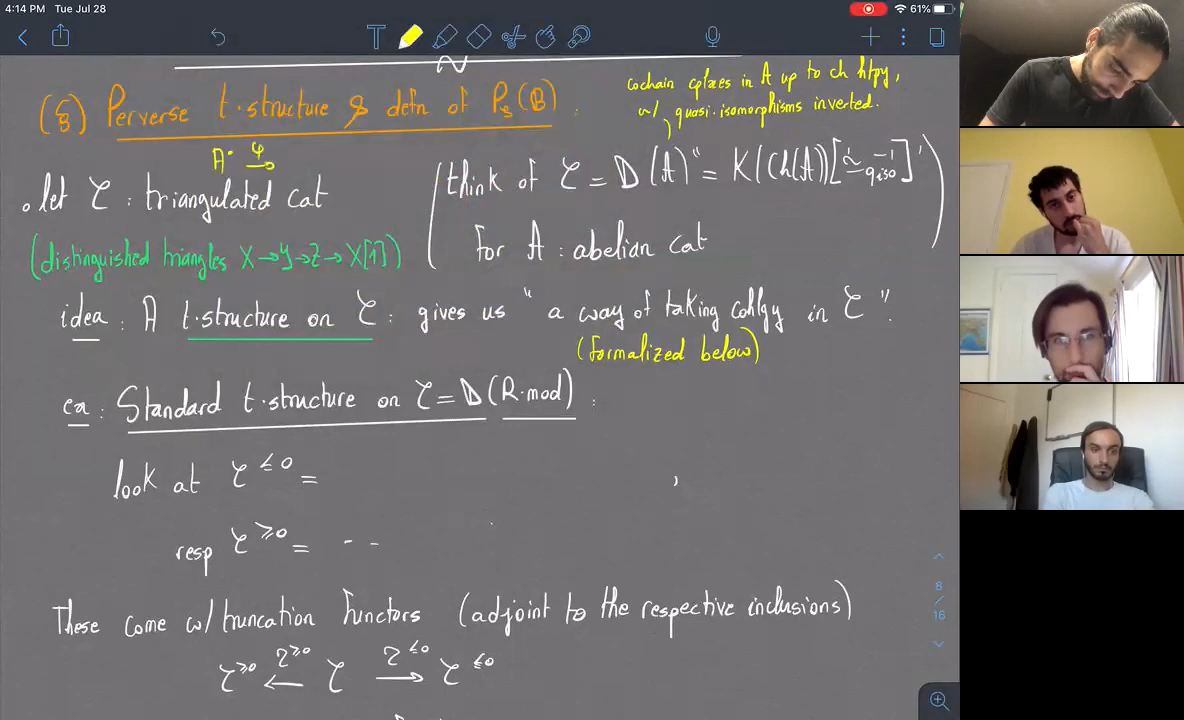 4:14 PM Tue Jul 28
61%
cochain cplxes in A up to ch htpy,
w/ quasi-isomorphisms inverted.
(§8) Perverse t-structure & defn of Ps(B) :
A• φ→
• let τ : triangulated cat
(think of τ = D(A) "= K(Ch(A))[~qiso⁻¹]"
for A : abelian cat)
(distinguished triangles X→Y→Z→X[1])
idea : A t-structure on τ : gives us "a way of taking cohlgy in τ".
(formalized below)
ex : Standard t-structure on τ = D(R-mod) :
look at τ≤0 = ,
resp τ≥0 = - -
These come w/ truncation functors (adjoint to the respective inclusions)
τ≥0 ←τ≥0 τ τ≤0→ τ≤0
8
/
16